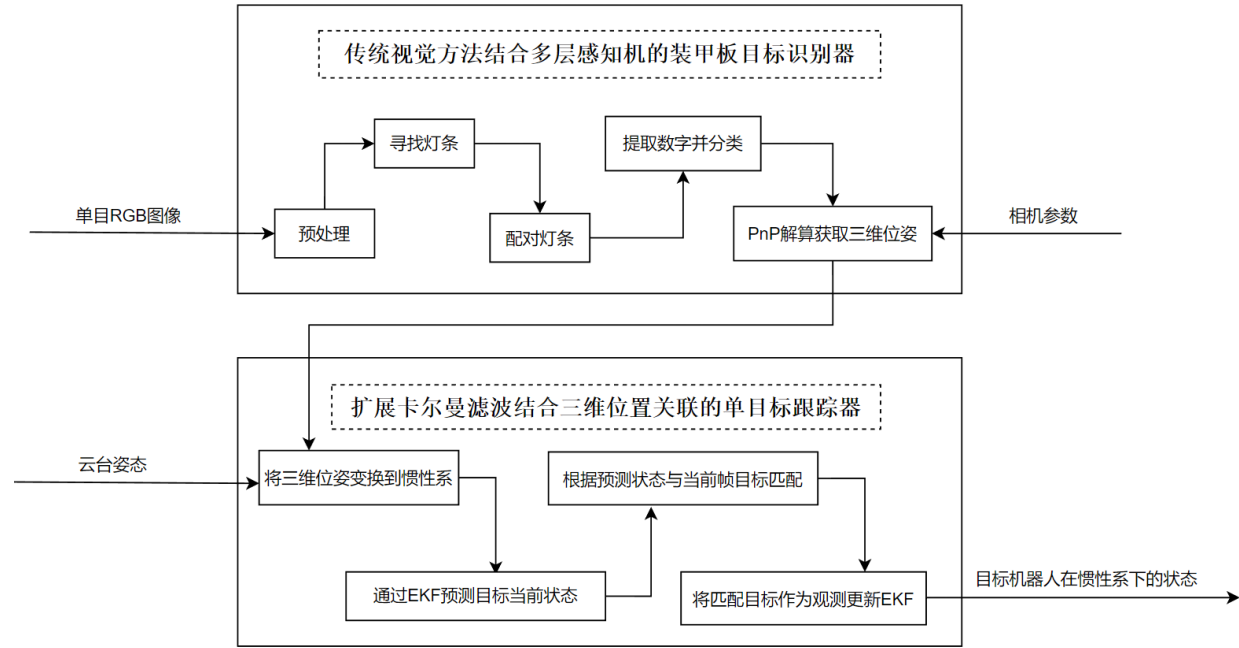 传统视觉方法结合多层感知机的装甲板目标识别器
寻找灯条
提取数字并分类
单目RGB图像
预处理
配对灯条
PnP解算获取三维位姿
相机参数
扩展卡尔曼滤波结合三维位置关联的单目标跟踪器
云台姿态
将三维位姿变换到惯性系
根据预测状态与当前帧目标匹配
通过EKF预测目标当前状态
将匹配目标作为观测更新EKF
目标机器人在惯性系下的状态